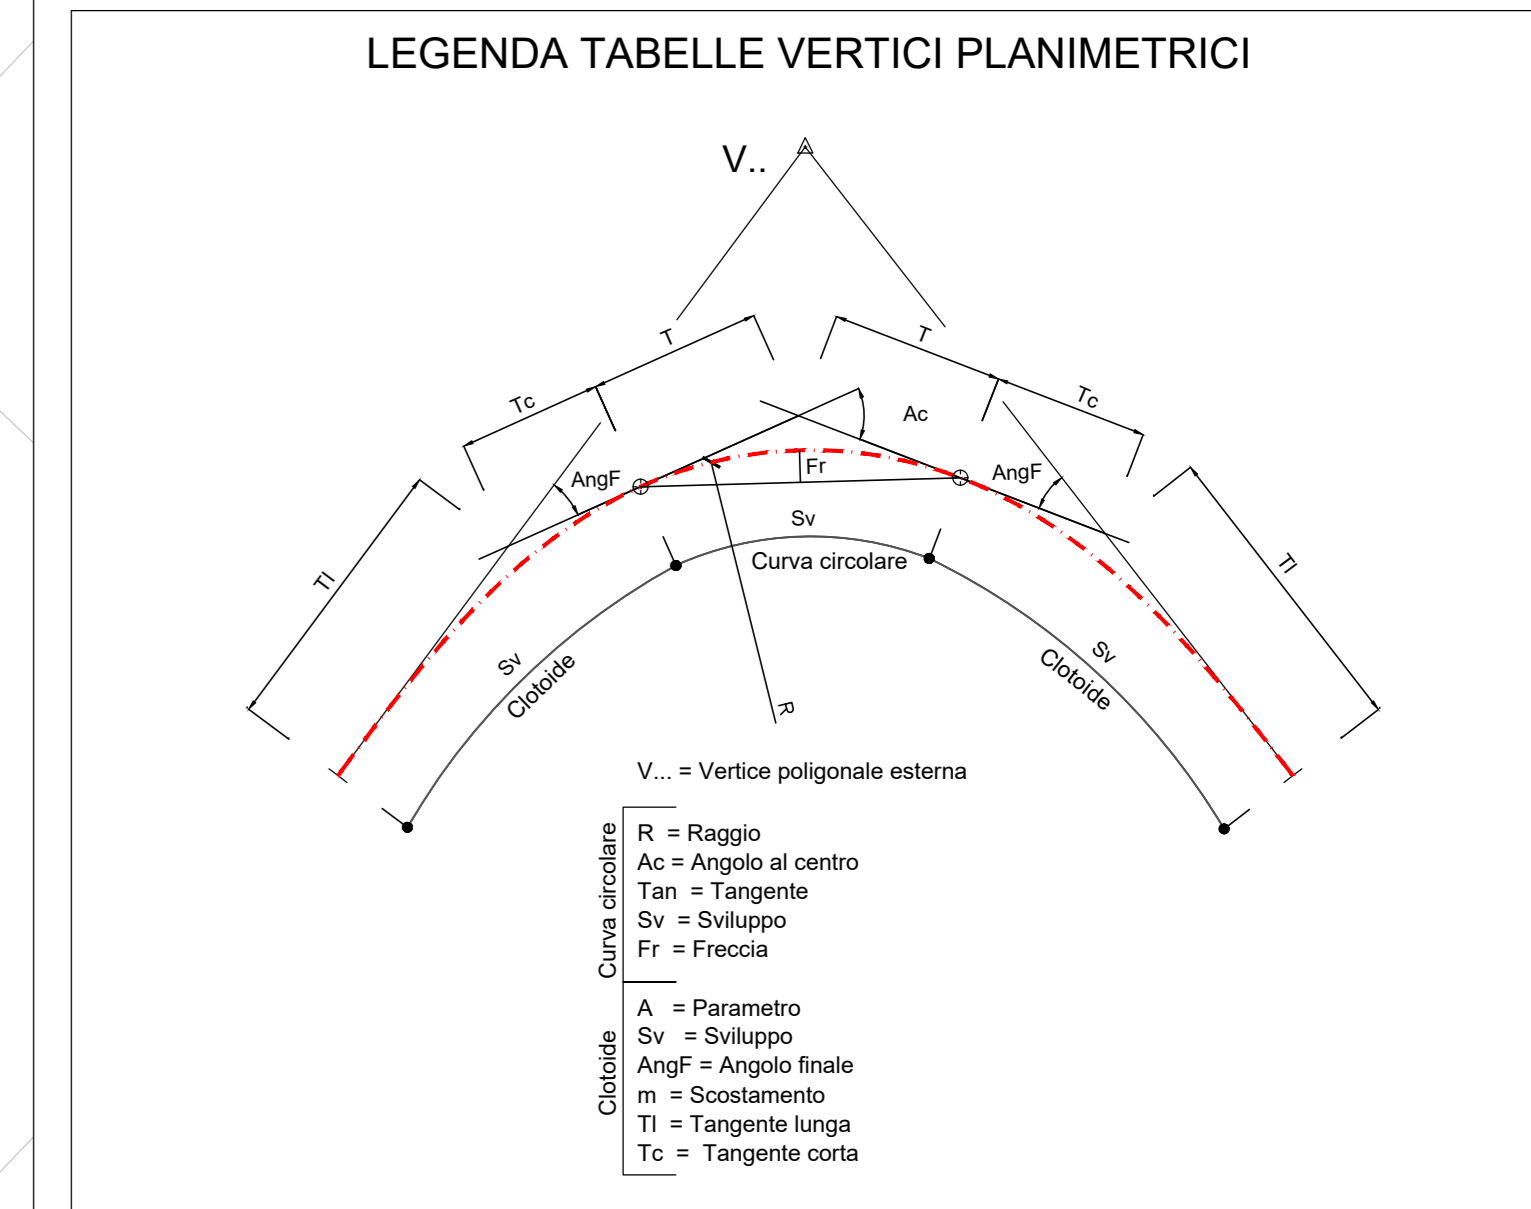 LEGENDA TABELLE VERTICI PLANIMETRICI
V..
T
T
Tc
Tc
Ac
AngF
AngF
Fr
Sv
Curva circolare
Tl
Tl
Sv
Clotoide
Sv
Clotoide
R
V... = Vertice poligonale esterna
Curva circolare
R = Raggio
Ac = Angolo al centro
Tan = Tangente
Sv = Sviluppo
Fr = Freccia
Clotoide
A = Parametro
Sv = Sviluppo
AngF = Angolo finale
m = Scostamento
Tl = Tangente lunga
Tc = Tangente corta